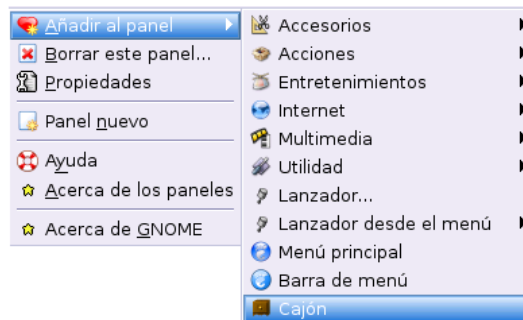 Añadir al panel
Borrar este panel...
Propiedades
Panel nuevo
Ayuda
Acerca de los paneles
Acerca de GNOME
Accesorios
Acciones
Entretenimientos
Internet
Multimedia
Utilidad
Lanzador...
Lanzador desde el menú
Menú principal
Barra de menú
Cajón